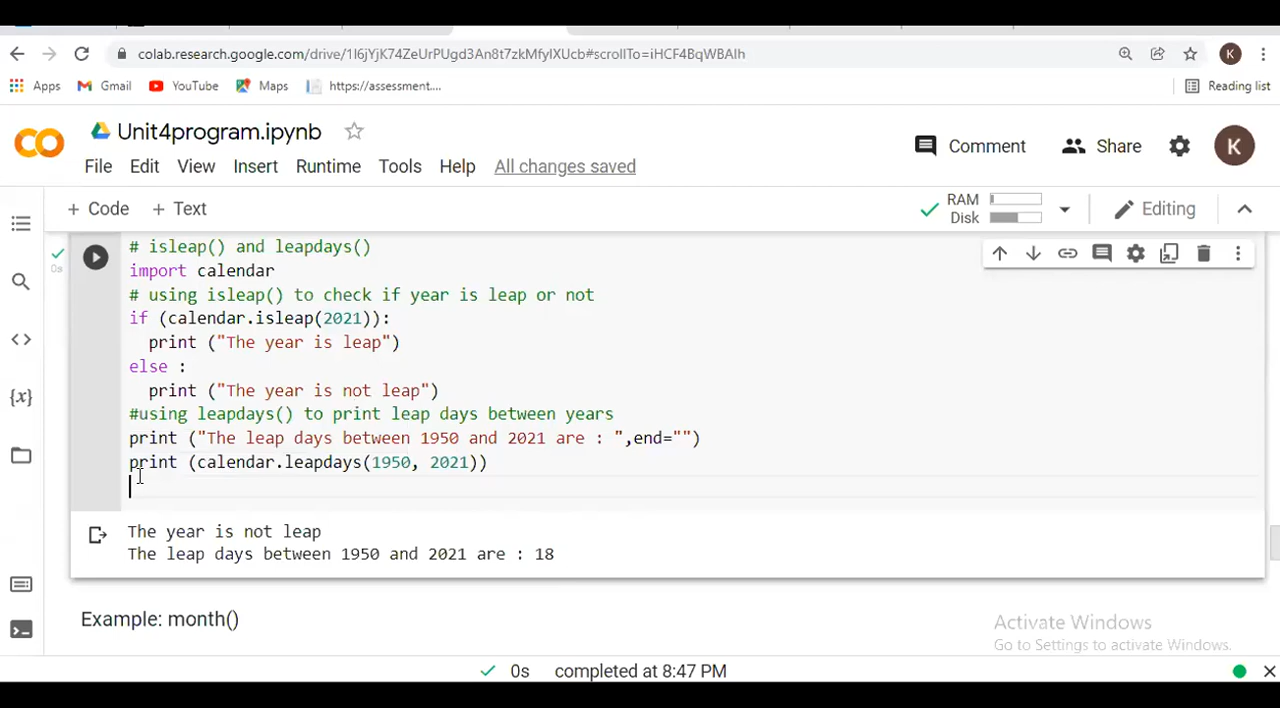 colab.research.google.com/drive/1I6jYjK74ZeUrPUgd3An8t7zkMfyIXUcb#scrollTo=iHCF4BqWBAIh
K
Apps Gmail YouTube Maps https://assessment.... Reading list
CO Unit4program.ipynb
Comment Share K
File Edit View Insert Runtime Tools Help All changes saved
+ Code + Text RAM Disk Editing
# isleap() and leapdays()
0s
import calendar
# using isleap() to check if year is leap or not
if (calendar.isleap(2021)):
print ("The year is leap")
else :
print ("The year is not leap")
#using leapdays() to print leap days between years
print ("The leap days between 1950 and 2021 are : ",end="")
print (calendar.leapdays(1950, 2021))
The year is not leap
The leap days between 1950 and 2021 are : 18
Example: month()
Activate Windows
Go to Settings to activate Windows.
0s completed at 8:47 PM